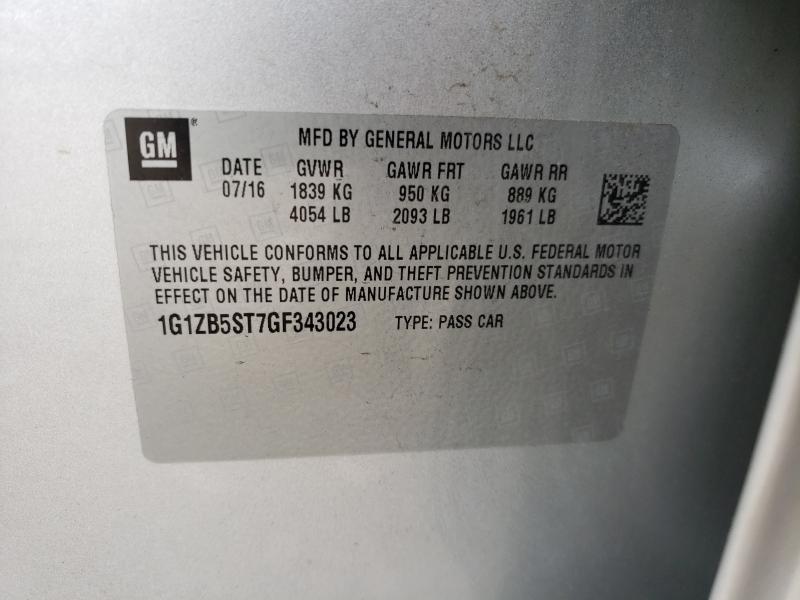 GM ® MFD BY GENERAL MOTORS LLC
DATE GVWR GAWR FRT GAWR RR
07/16 1839 KG 950 KG 889 KG
4054 LB 2093 LB 1961 LB
THIS VEHICLE CONFORMS TO ALL APPLICABLE U.S. FEDERAL MOTOR
VEHICLE SAFETY, BUMPER, AND THEFT PREVENTION STANDARDS IN
EFFECT ON THE DATE OF MANUFACTURE SHOWN ABOVE.
1G1ZB5ST7GF343023 TYPE: PASS CAR